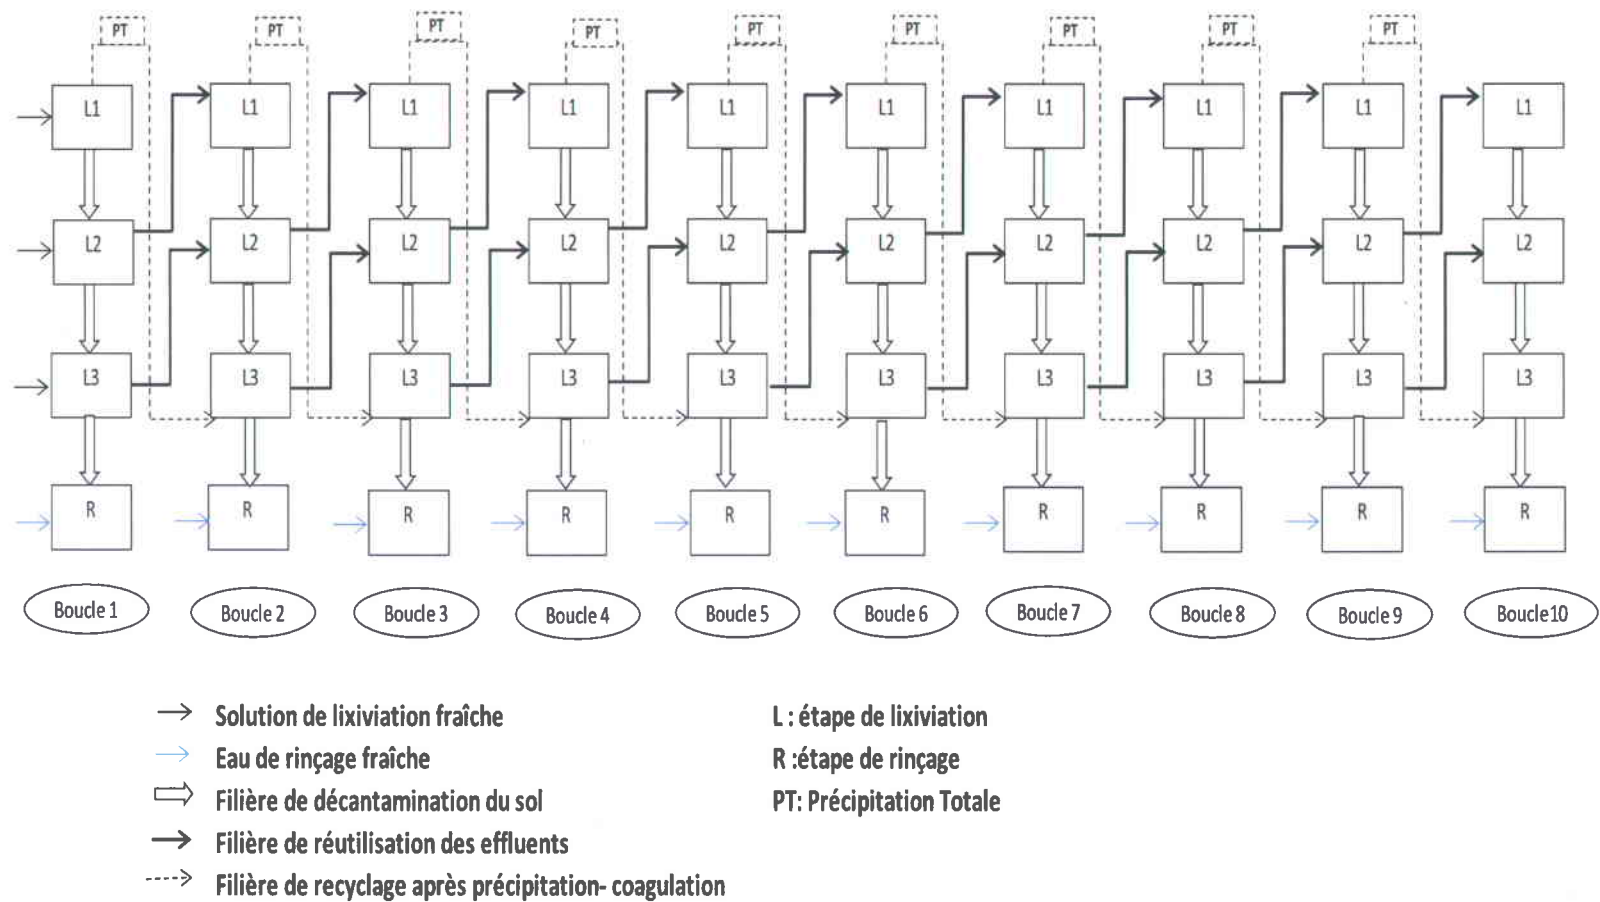 PT PT PT PT PT PT PT PT PT
L1 L1 L1 L1 L1 L1 L1 L1 L1 L1
L2 L2 L2 L2 L2 L2 L2 L2 L2 L2
L3 L3 L3 L3 L3 L3 L3 L3 L3 L3
R R R R R R R R R R
Boucle 1 Boucle 2 Boucle 3 Boucle 4 Boucle 5 Boucle 6 Boucle 7 Boucle 8 Boucle 9 Boucle10
Solution de lixiviation fraîche
Eau de rinçage fraîche
Filière de décantamination du sol
Filière de réutilisation des effluents
Filière de recyclage après précipitation- coagulation
L : étape de lixiviation
R :étape de rinçage
PT: Précipitation Totale